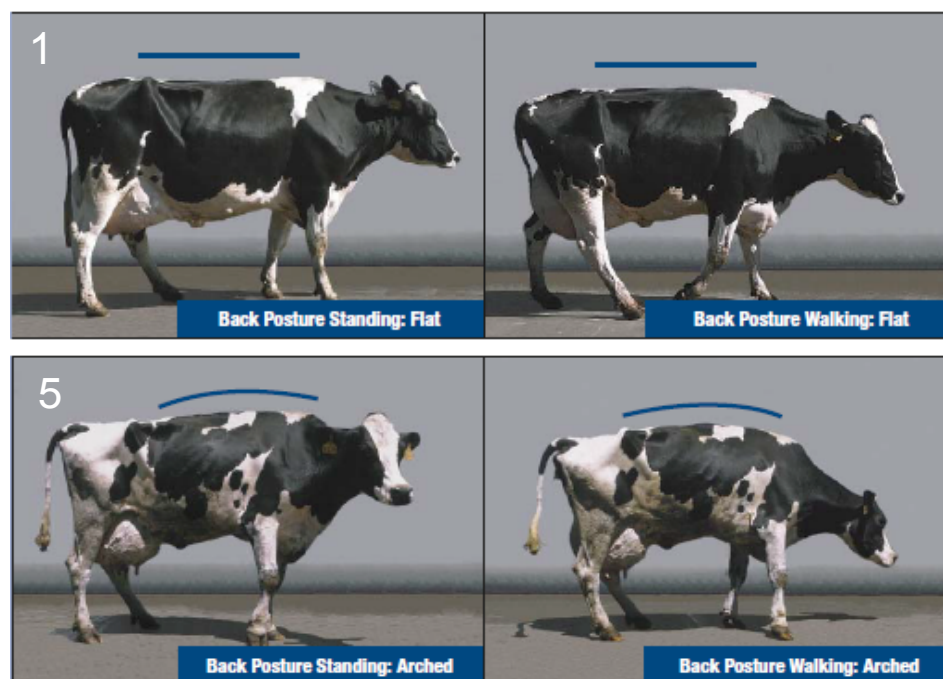 1
Back Posture Standing: Flat
Back Posture Walking: Flat
5
Back Posture Standing: Arched
Back Posture Walking: Arched